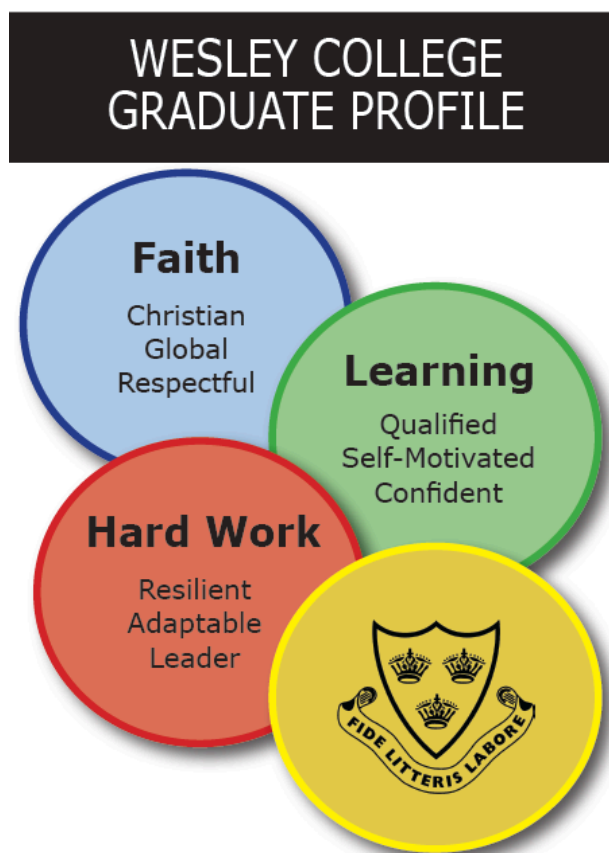 WESLEY COLLEGE
GRADUATE PROFILE
Faith
Christian
Global
Respectful
Learning
Qualified
Self-Motivated
Confident
Hard Work
Resilient
Adaptable
Leader
FIDE LITTERIS LABORE